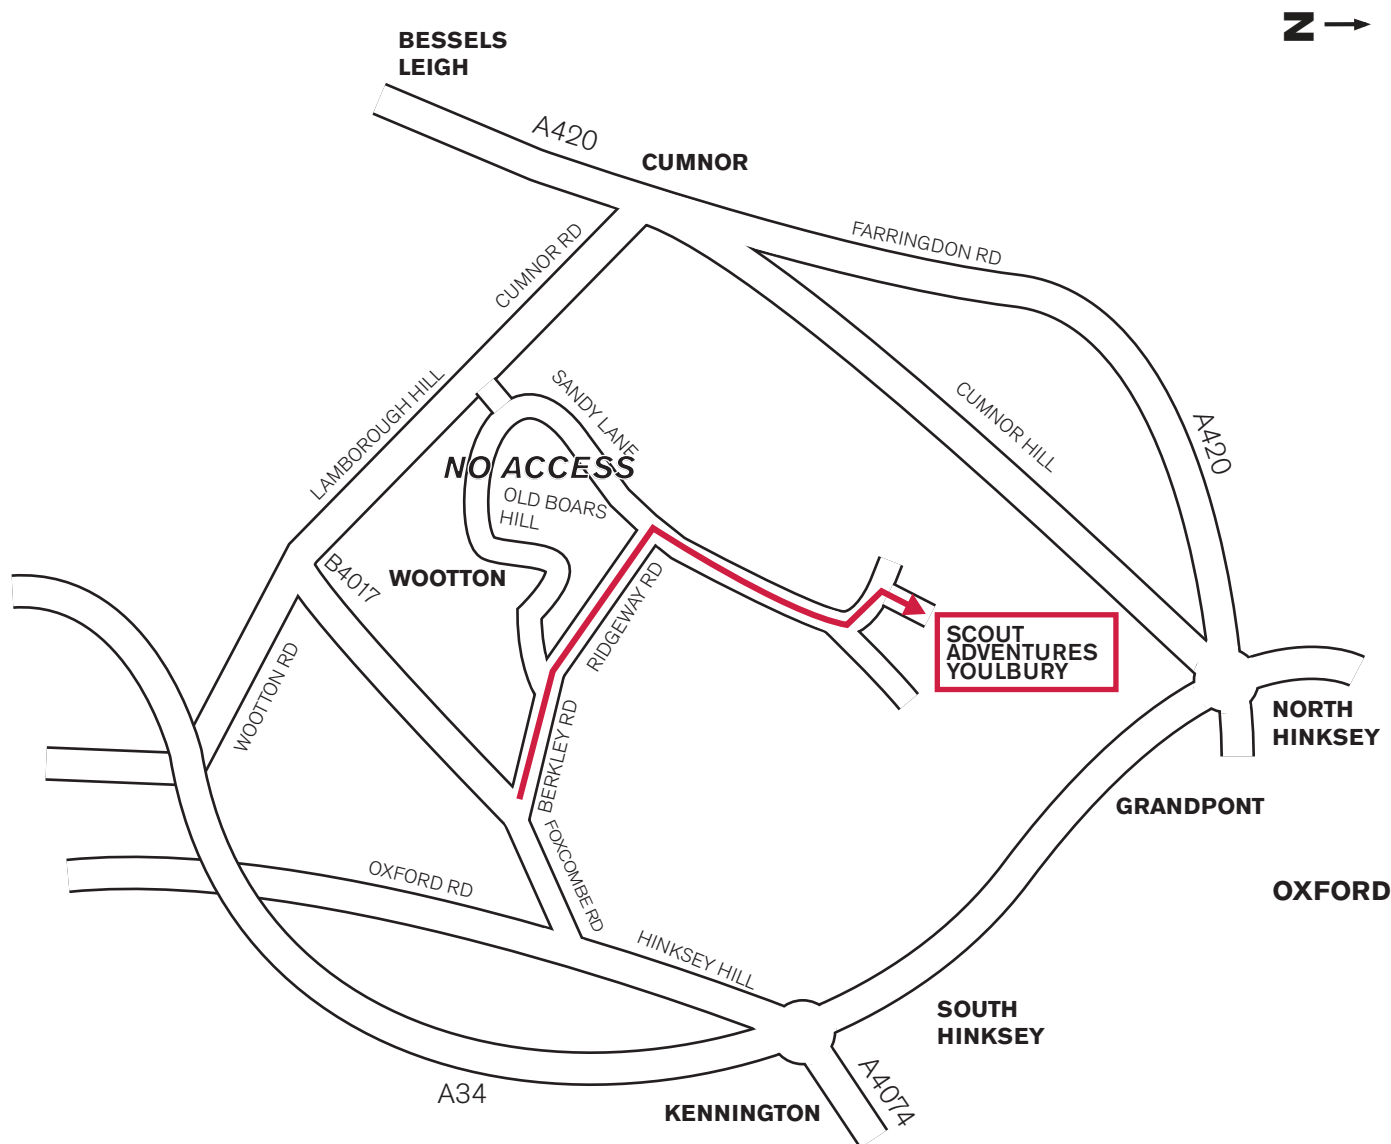 N
BESSELS
LEIGH
A420
CUMNOR
FARRINGDON RD
CUMNOR RD
SANDY LANE
LAMBOROUGH HILL
CUMNOR HILL
A420
NO ACCESS
OLD BOARS
HILL
B4017
WOOTTON
RIDGEWAY RD
SCOUT
ADVENTURES
YOULBURY
WOOTTON RD
BERKLEY RD
NORTH
HINKSEY
GRANDPONT
FOXCOMBE RD
OXFORD RD
OXFORD
HINKSEY HILL
SOUTH
HINKSEY
A34
A4074
KENNINGTON